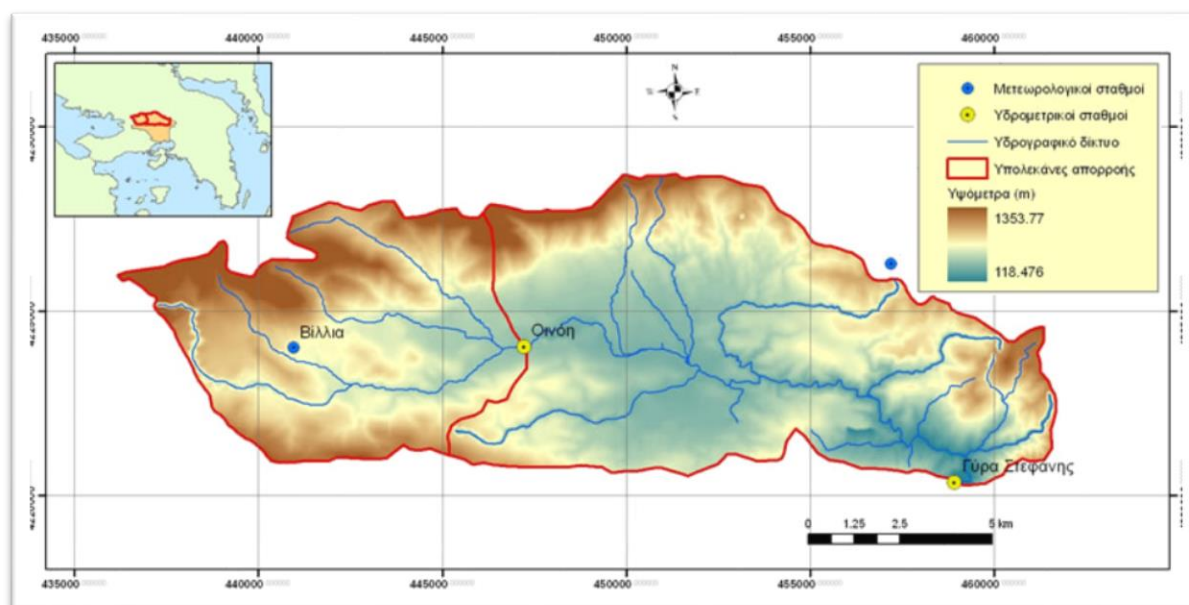 435000 440000 445000 450000 455000 460000
N
Μετεωρολογικοί σταθμοί
Υδρομετρικοί σταθμοί
Υδρογραφικό δίκτυο
Υπολεκάνες απορροής
Υψόμετρα (m)
1353.77
118.476
Βίλλια
Οινόη
Γύρα Στεφάνης
0 1.25 2.5 5 km
435000 440000 445000 450000 455000 460000